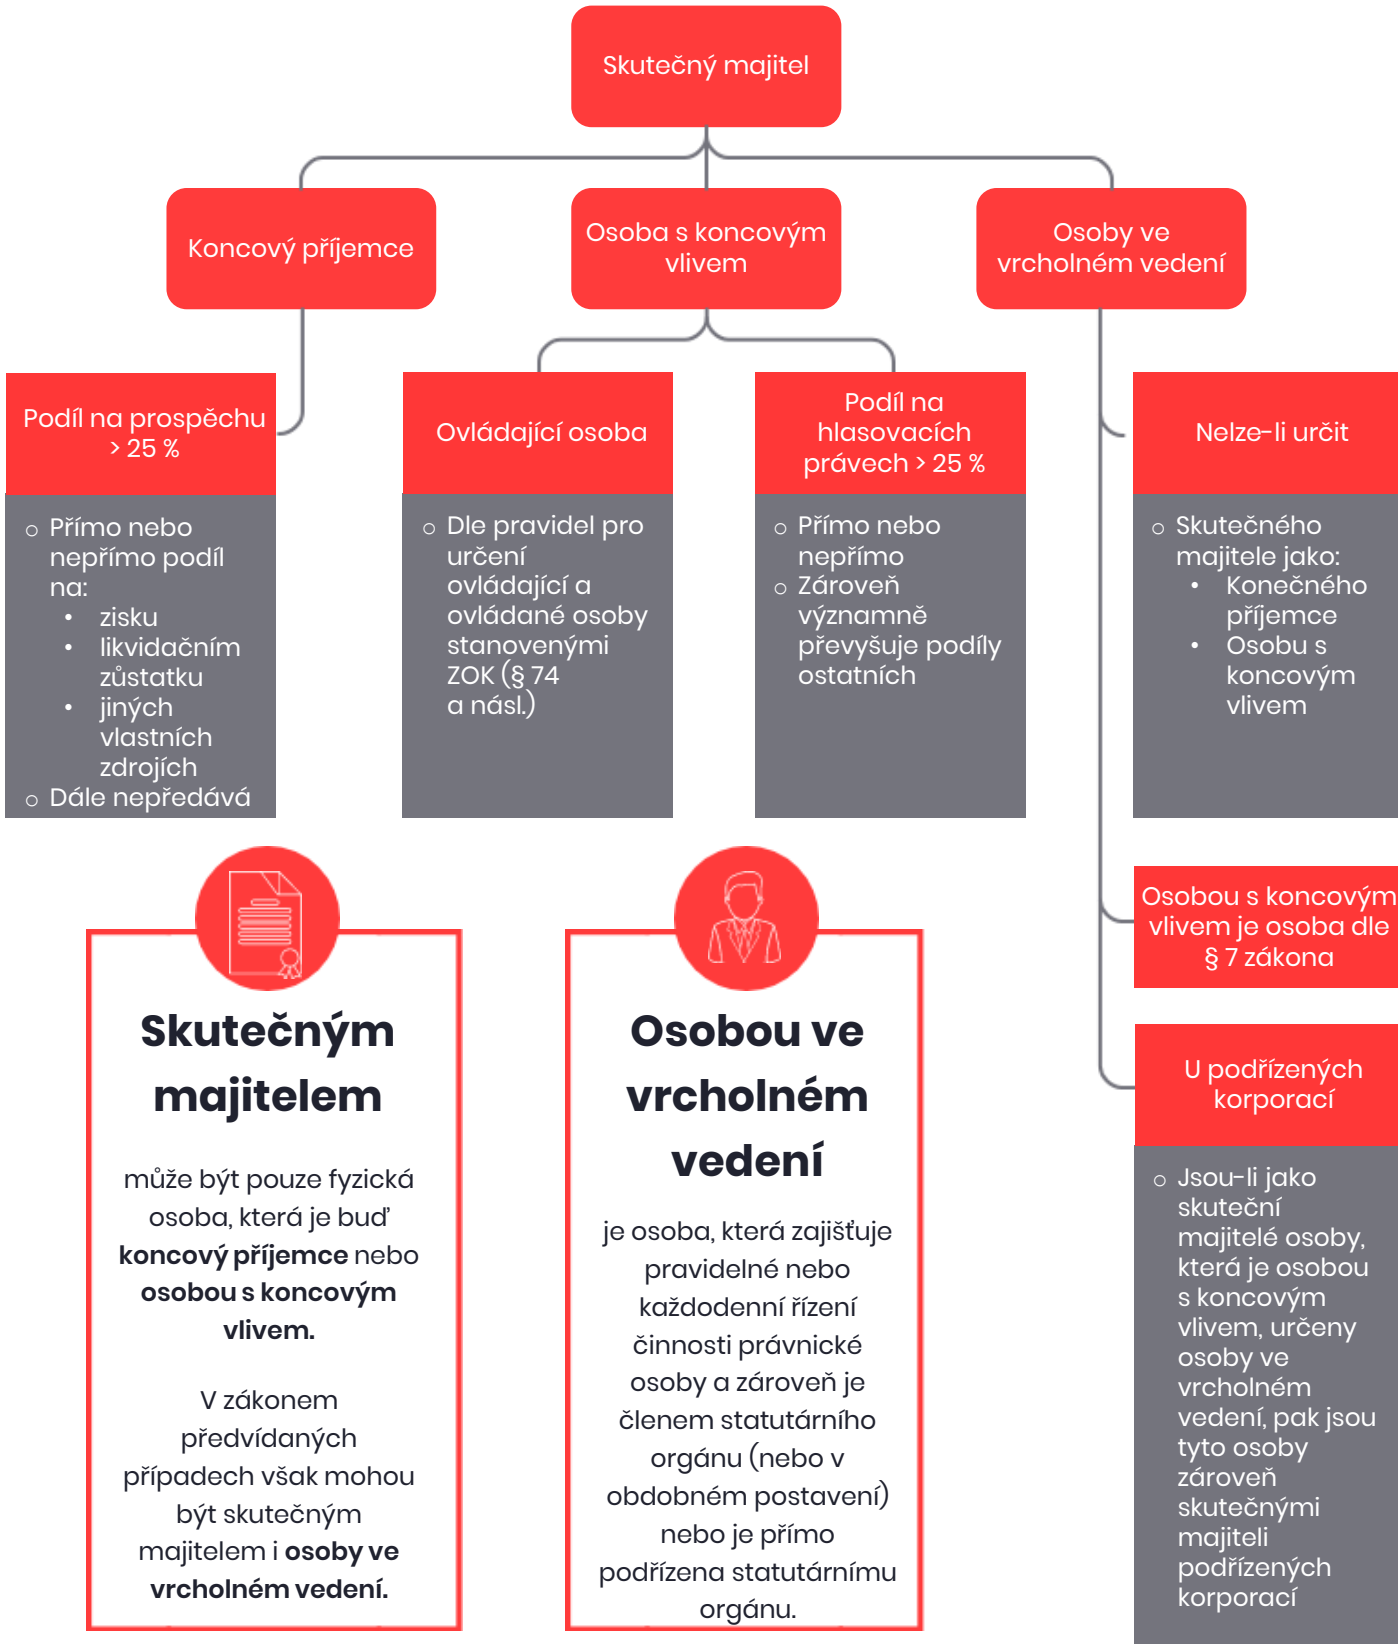 Skutečný majitel
Koncový příjemce
Osoba s koncovým
vlivem
Osoby ve
vrcholném vedení
Podíl na prospěchu
> 25 %
o Přímo nebo
nepřímo podíl
na:
• zisku
• likvidačním
zůstatku
• jiných
vlastních
zdrojích
o Dále nepředává
Ovládající osoba
o Dle pravidel pro
určení
ovládající a
ovládané osoby
stanovenými
ZOK (§ 74
a násl.)
Podíl na
hlasovacích
právech > 25 %
o Přímo nebo
nepřímo
o Zároveň
významně
převyšuje podíly
ostatních
Nelze-li určit
o Skutečného
majitele jako:
• Konečného
příjemce
• Osobu s
koncovým
vlivem
Osobou s koncovým
vlivem je osoba dle
§ 7 zákona
U podřízených
korporací
o Jsou-li jako
skuteční
majitelé osoby,
která je osobou
s koncovým
vlivem, určeny
osoby ve
vrcholném
vedení, pak jsou
tyto osoby
zároveň
skutečnými
majiteli
podřízených
korporací
Skutečným
majitelem
může být pouze fyzická
osoba, která je buď
koncový příjemce nebo
osobou s koncovým
vlivem.
V zákonem
předvídaných
případech však mohou
být skutečným
majitelem i osoby ve
vrcholném vedení.
Osobou ve
vrcholném
vedení
je osoba, která zajišťuje
pravidelné nebo
každodenní řízení
činnosti právnické
osoby a zároveň je
členem statutárního
orgánu (nebo v
obdobném postavení)
nebo je přímo
podřízena statutárnímu
orgánu.